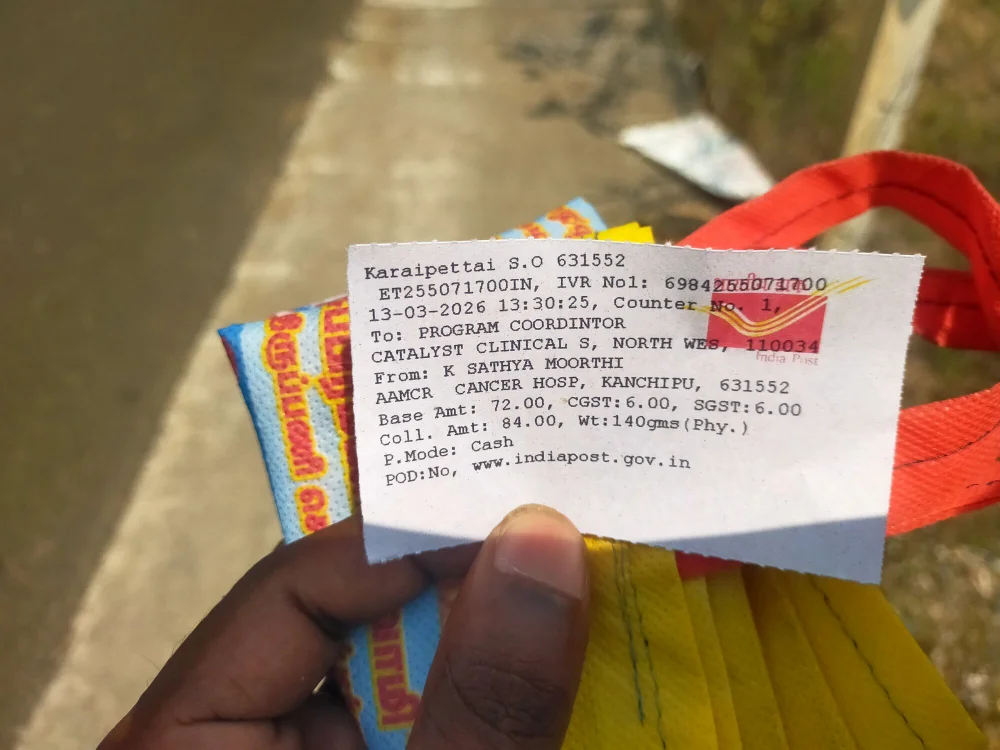 Karaipettai S.O 631552
ET255071700IN, IVR No1: 6984255071700
13-03-2026 13:30:25, Counter No. 1,
To: PROGRAM COORDINTOR
CATALYST CLINICAL S, NORTH WES, 110034
From: K SATHYA MOORTHI
AAMCR CANCER HOSP, KANCHIPU, 631552
Base Amt: 72.00, CGST:6.00, SGST:6.00
Coll. Amt: 84.00, Wt:140gms(Phy.)
P.Mode: Cash
POD:No, www.indiapost.gov.in
India Post